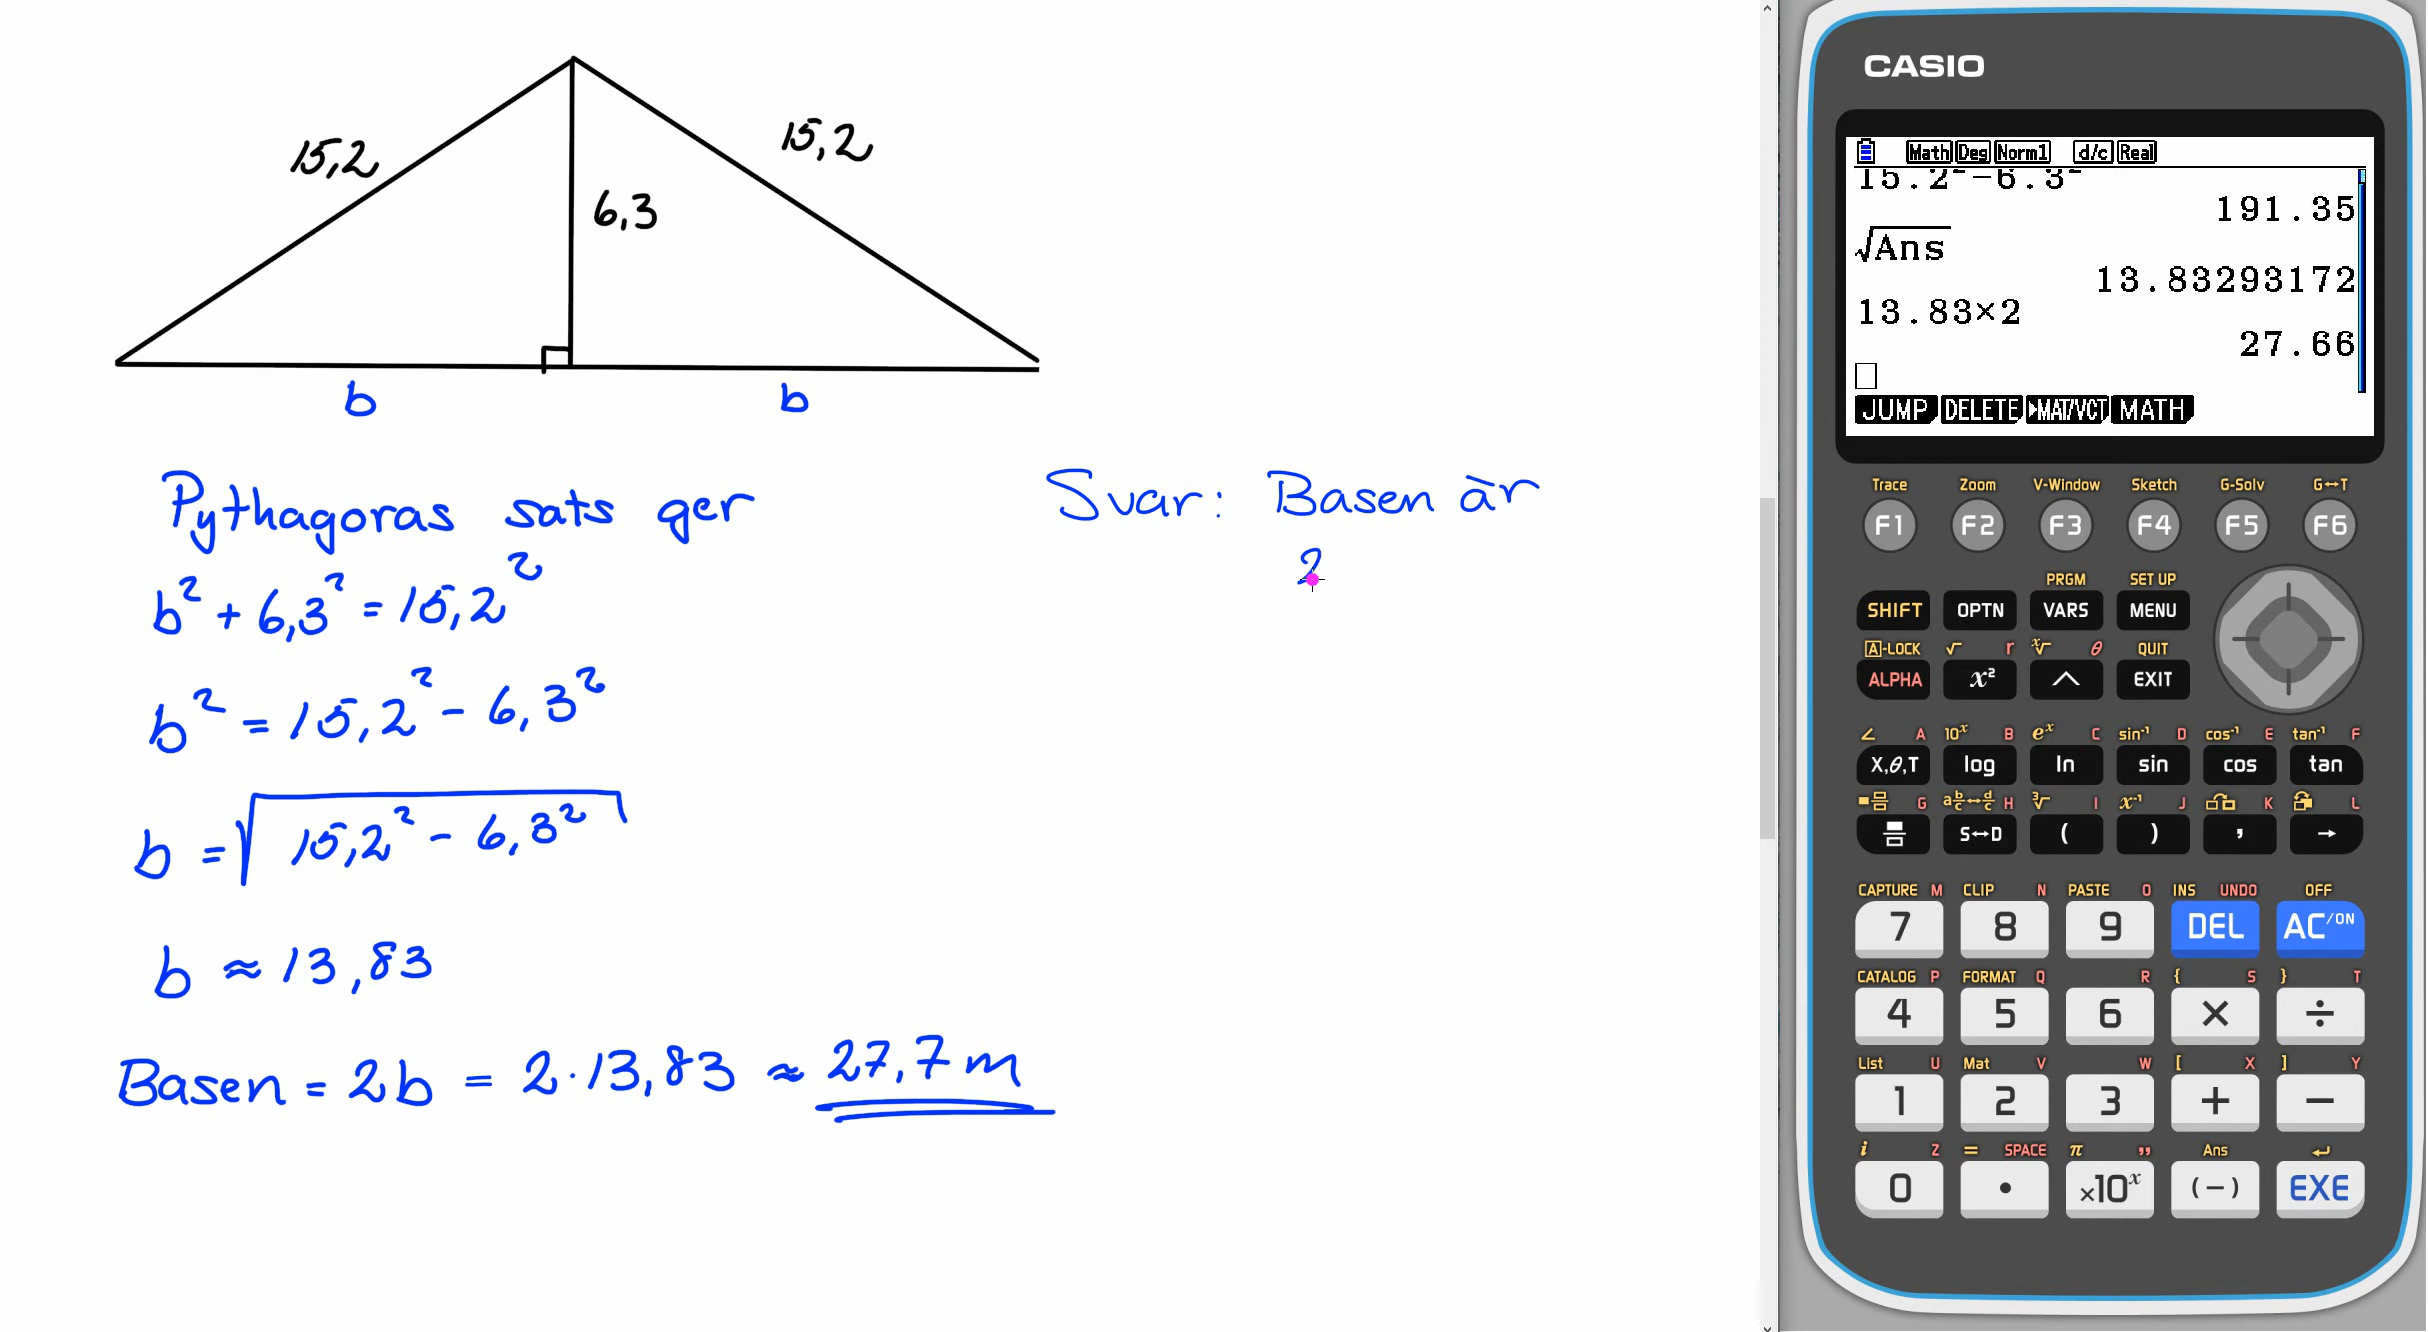 15,2
15,2
6,3
b b
Pythagoras sats ger
b² + 6,3² = 15,2²
b² = 15,2² - 6,3²
b = √15,2² - 6,3²
b ≈ 13,83
Basen = 2b = 2·13,83 ≈ 27,7 m
Svar: Basen är
2
CASIO
Math Deg Norm1 d/c Real
15.2²-6.3²
191.35
√Ans
13.83293172
13.83×2
27.66
JUMP DELETE ▶MAT/VCT MATH
Trace Zoom V-Window Sketch G-Solv G↔T
F1 F2 F3 F4 F5 F6
PRGM SET UP
SHIFT OPTN VARS MENU
A-LOCK √ r ˣ√ θ QUIT
ALPHA x² ^ EXIT
∠ A 10ˣ B eˣ C sin⁻¹ D cos⁻¹ E tan⁻¹ F
X,θ,T log ln sin cos tan
G a b/c↔d/c H ³√ I x⁻¹ J K L
S↔D ( ) , →
CAPTURE M CLIP N PASTE O INS UNDO OFF
7 8 9 DEL AC/ON
CATALOG P FORMAT Q R { S } T
4 5 6 × ÷
List U Mat V W [ X ] Y
1 2 3 + −
i Z = SPACE π " Ans ↵
0 • ×10ˣ (−) EXE